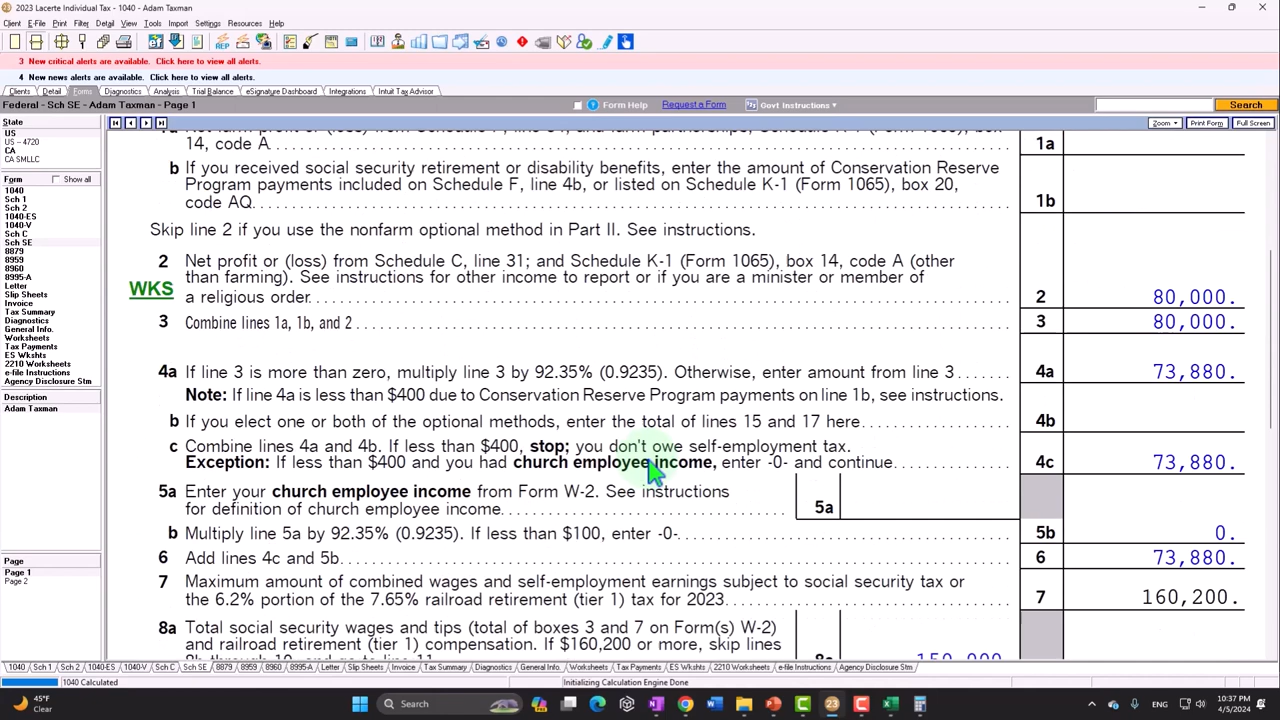 2023 Lacerte Individual Tax - 1040 - Adam Taxman
Client E-File Print Filter Detail View Tools Import Settings Resources Help
3 New critical alerts are available. Click here to view all alerts.
4 New news alerts are available. Click here to view all alerts.
Clients Detail Forms Diagnostics Analysis Trial Balance eSignature Dashboard Integrations Intuit Tax Advisor
Federal - Sch SE - Adam Taxman - Page 1
Form Help Request a Form Govt Instructions Search
State
Zoom Print Form Full Screen
US
US - 4720
CA
CA SMLLC
Form Show all
1040
Sch 1
Sch 2
1040-ES
1040-V
Sch C
Sch SE
8879
8959
8960
8995-A
Letter
Slip Sheets
Invoice
Tax Summary
Diagnostics
General Info.
Worksheets
Tax Payments
ES Wkshts
2210 Worksheets
e-file Instructions
Agency Disclosure Stm
Description
Adam Taxman
Page
Page 1
Page 2
14, code A 1a
b If you received social security retirement or disability benefits, enter the amount of Conservation Reserve
Program payments included on Schedule F, line 4b, or listed on Schedule K-1 (Form 1065), box 20,
code AQ 1b
Skip line 2 if you use the nonfarm optional method in Part II. See instructions.
2 Net profit or (loss) from Schedule C, line 31; and Schedule K-1 (Form 1065), box 14, code A (other
than farming). See instructions for other income to report or if you are a minister or member of
WKS a religious order 2 80,000.
3 Combine lines 1a, 1b, and 2 3 80,000.
4a If line 3 is more than zero, multiply line 3 by 92.35% (0.9235). Otherwise, enter amount from line 3 4a 73,880.
Note: If line 4a is less than $400 due to Conservation Reserve Program payments on line 1b, see instructions.
b If you elect one or both of the optional methods, enter the total of lines 15 and 17 here 4b
c Combine lines 4a and 4b. If less than $400, stop; you don't owe self-employment tax.
Exception: If less than $400 and you had church employee income, enter -0- and continue 4c 73,880.
5a Enter your church employee income from Form W-2. See instructions
for definition of church employee income 5a
b Multiply line 5a by 92.35% (0.9235). If less than $100, enter -0- 5b 0.
6 Add lines 4c and 5b 6 73,880.
7 Maximum amount of combined wages and self-employment earnings subject to social security tax or
the 6.2% portion of the 7.65% railroad retirement (tier 1) tax for 2023 7 160,200.
8a Total social security wages and tips (total of boxes 3 and 7 on Form(s) W-2)
and railroad retirement (tier 1) compensation. If $160,200 or more, skip lines
1040 Sch 1 Sch 2 1040-ES 1040-V Sch C Sch SE 8879 8959 8960 8995-A Letter Slip Sheets Invoice Tax Summary Diagnostics General Info. Worksheets Tax Payments ES Wkshts 2210 Worksheets e-file Instructions Agency Disclosure Stm
1040 Calculated Initializing Calculation Engine Done
45°F
Clear
Search
10:37 PM
4/5/2024